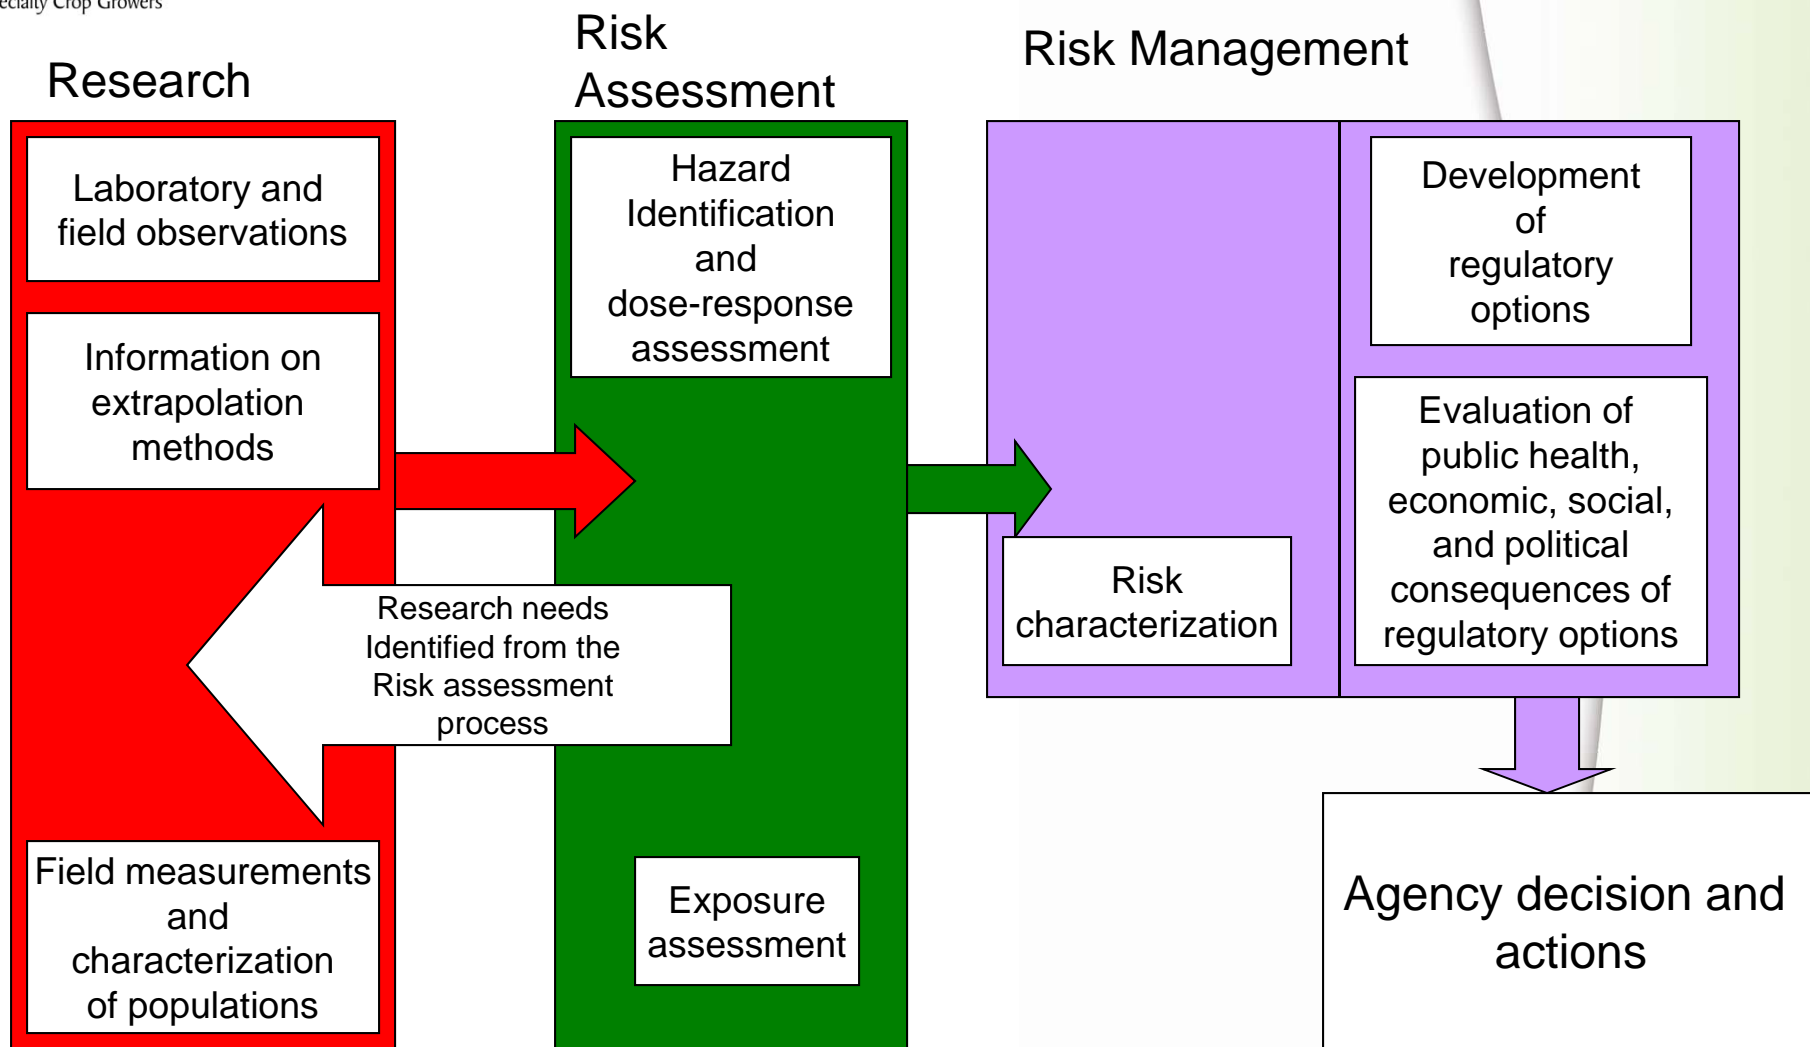 Crop Growers
Research
Laboratory and
field observations
Information on
extrapolation
methods
Field measurements
and
characterization
of populations
Risk
Assessment
Hazard
Identification
and
dose-response
assessment
Research needs
Identified from the
Risk assessment
process
Exposure
assessment
Risk Management
Risk
characterization
Development
of
regulatory
options
Evaluation of
public health,
economic, social,
and political
consequences of
regulatory options
Agency decision and
actions